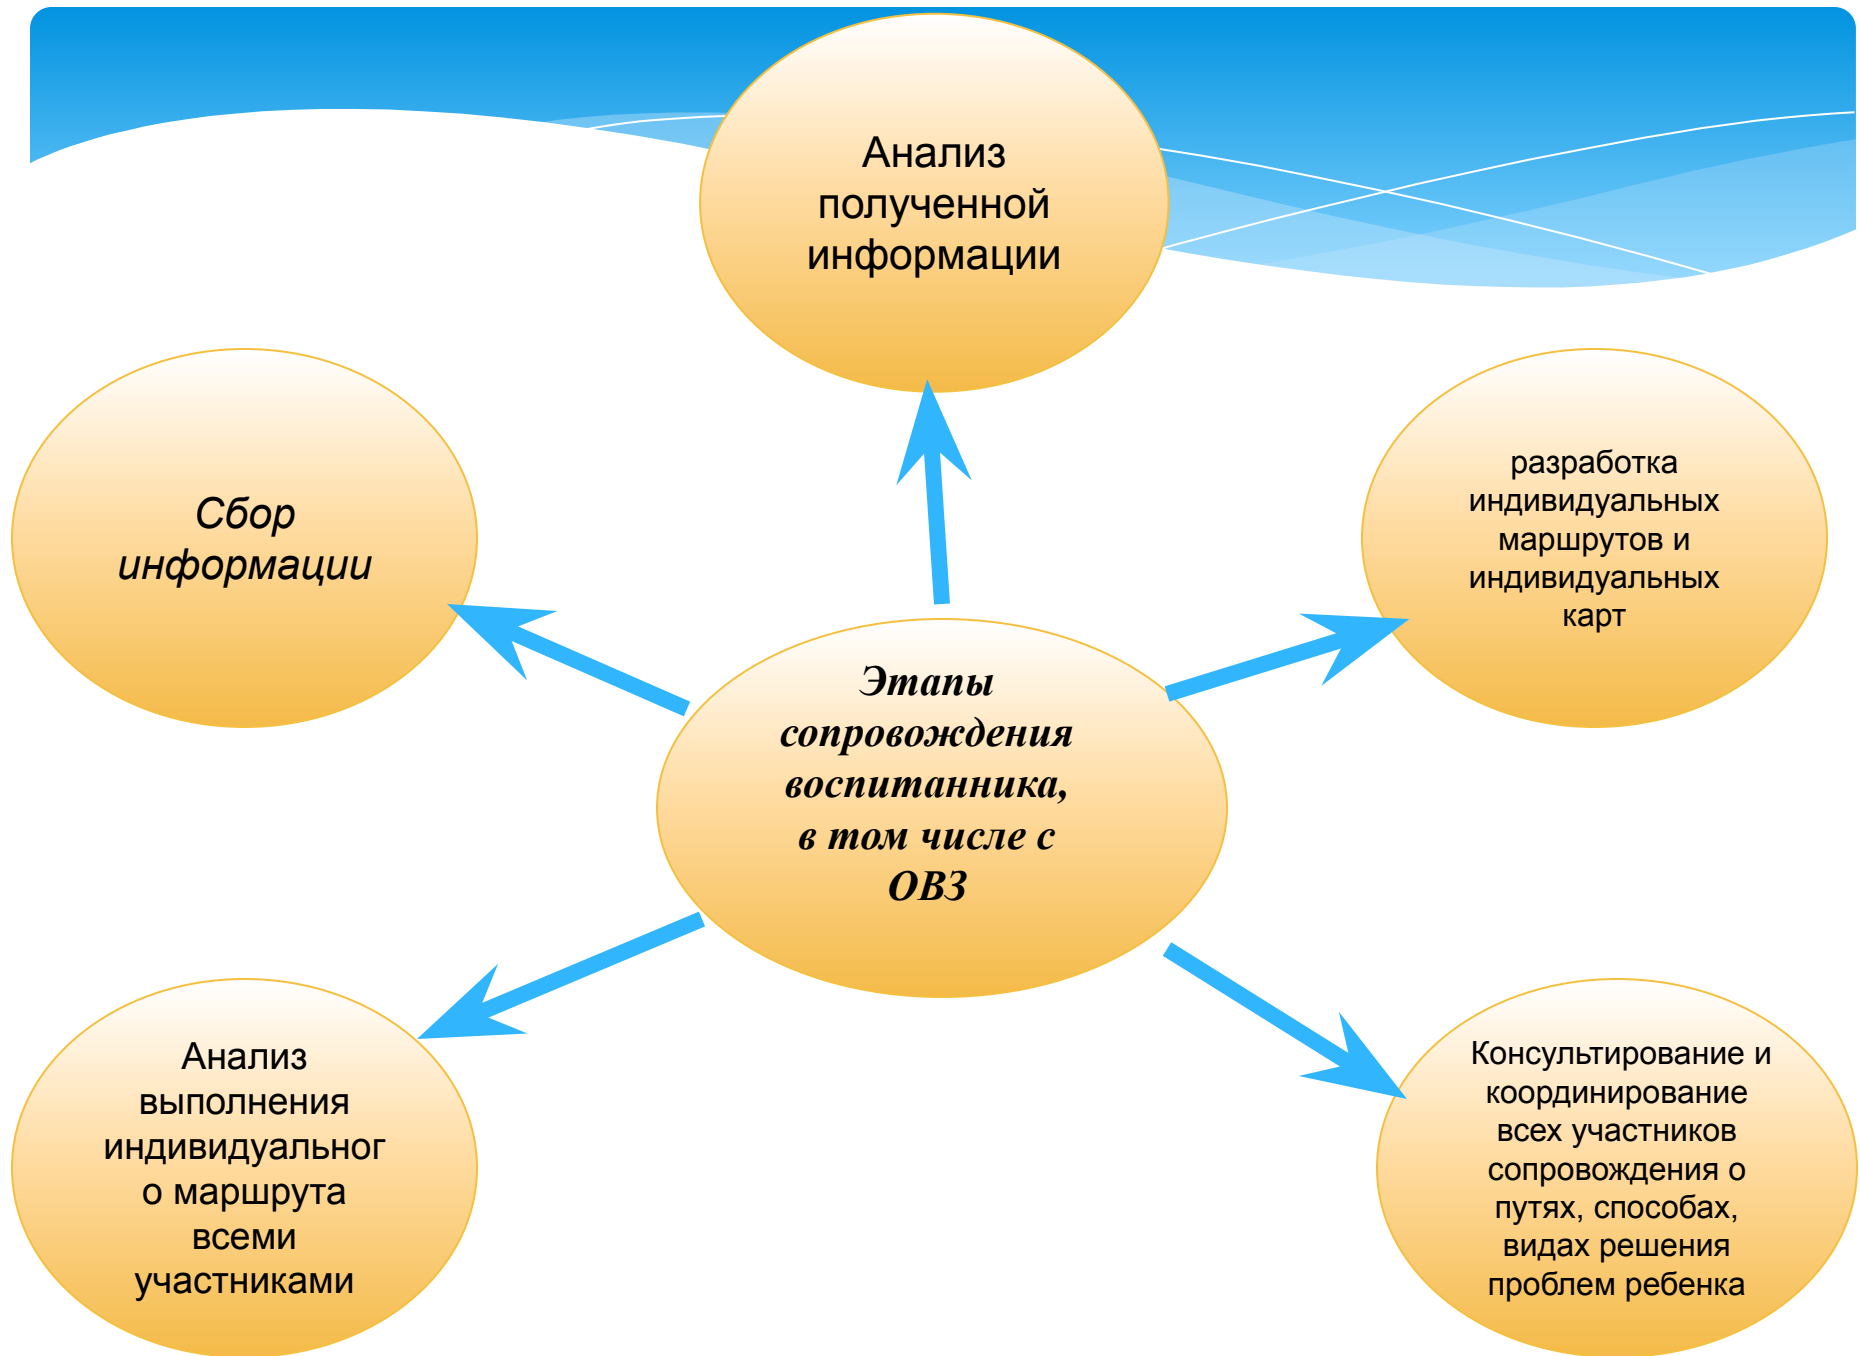 Анализ
полученной
информации
Сбор
информации
разработка
индивидуальных
маршрутов и
индивидуальных
карт
Этапы
сопровождения
воспитанника,
в том числе с
ОВЗ
Анализ
выполнения
индивидуальног
о маршрута
всеми
участниками
Консультирование и
координирование
всех участников
сопровождения о
путях, способах,
видах решения
проблем ребенка